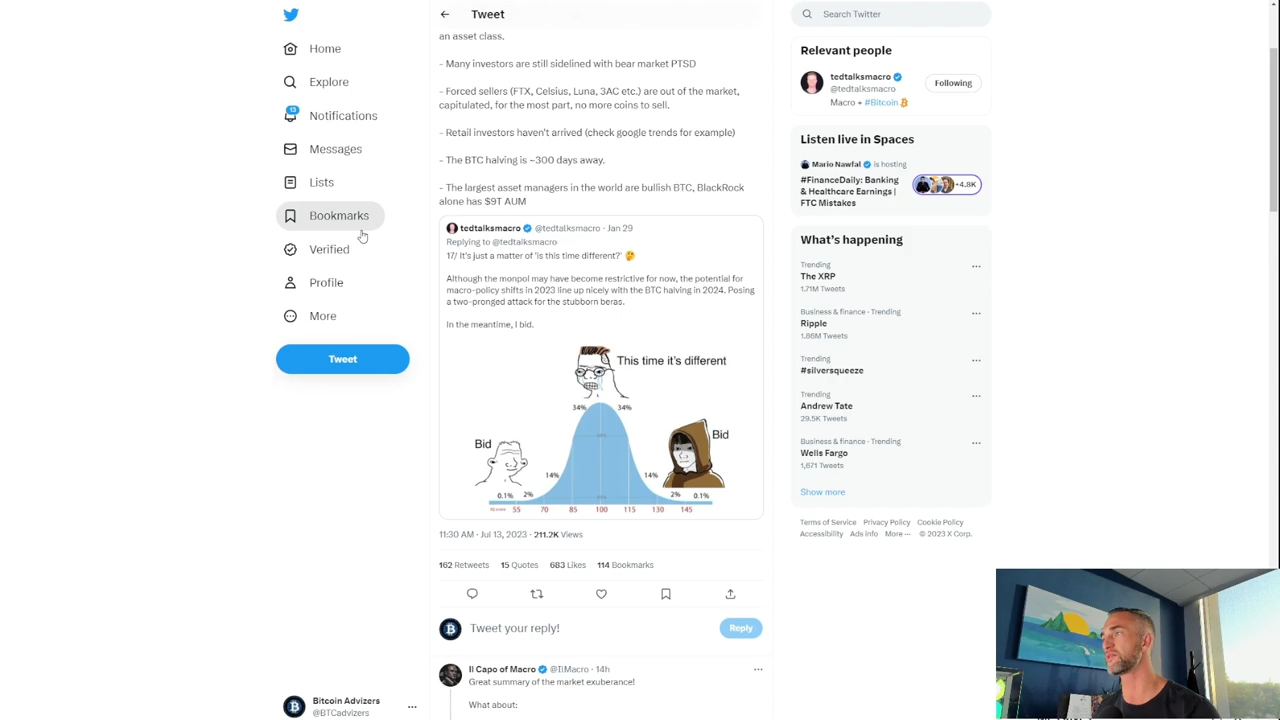 Home
Explore
13
Notifications
Messages
Lists
Bookmarks
Verified
Profile
More
Tweet
Bitcoin Advizers
@BTCadvizers
Tweet
an asset class.
- Many investors are still sidelined with bear market PTSD
- Forced sellers (FTX, Celsius, Luna, 3AC etc.) are out of the market,
capitulated, for the most part, no more coins to sell.
- Retail investors haven't arrived (check google trends for example)
- The BTC halving is ~300 days away.
- The largest asset managers in the world are bullish BTC, BlackRock
alone has $9T AUM
tedtalksmacro @tedtalksmacro · Jan 29
Replying to @tedtalksmacro
17/ It's just a matter of 'is this time different?' 🤔
Although the monpol may have become restrictive for now, the potential for
macro-policy shifts in 2023 line up nicely with the BTC halving in 2024. Posing
a two-pronged attack for the stubborn beras.
In the meantime, I bid.
This time it's different
34% 34%
Bid Bid
14% 14%
0.1% 2% 2% 0.1%
55 70 85 100 115 130 145
11:30 AM · Jul 13, 2023 · 211.2K Views
162 Retweets 15 Quotes 683 Likes 114 Bookmarks
Tweet your reply!
Reply
Il Capo of Macro @IlMacro · 14h
Great summary of the market exuberance!
What about:
Search Twitter
Relevant people
tedtalksmacro
@tedtalksmacro
Following
Macro + #Bitcoin
Listen live in Spaces
Mario Nawfal is hosting
#FinanceDaily: Banking
& Healthcare Earnings |
FTC Mistakes
+4.8K
What's happening
Trending
The XRP
1.71M Tweets
Business & finance · Trending
Ripple
1.86M Tweets
Trending
#silversqueeze
Trending
Andrew Tate
29.5K Tweets
Business & finance · Trending
Wells Fargo
1,671 Tweets
Show more
Terms of Service Privacy Policy Cookie Policy
Accessibility Ads info More ··· © 2023 X Corp.